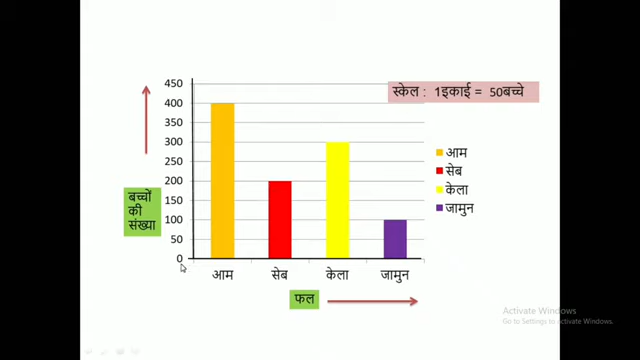 स्केल : 1इकाई = 50बच्चे
450
400
350
300
250
200
150
100
50
0
बच्चों
की
संख्या
आम
सेब
केला
जामुन
आम
सेब
केला
जामुन
फल
Activate Windows
Go to Settings to activate Windows.